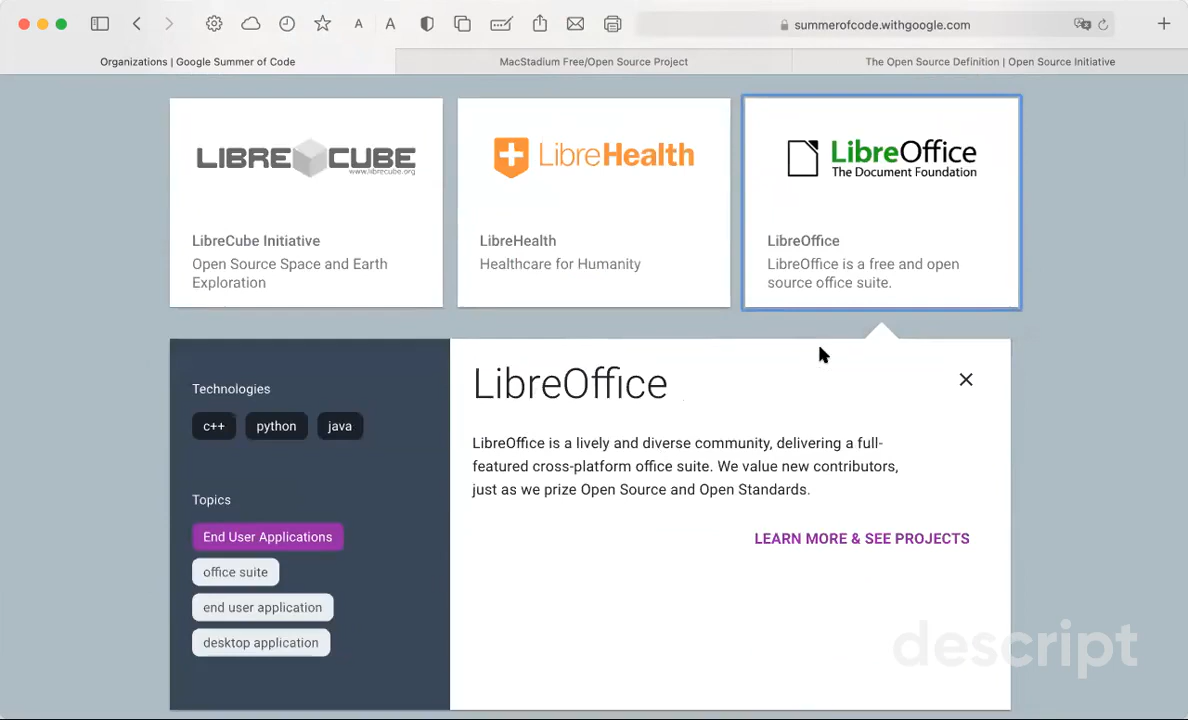 A
A
summerofcode.withgoogle.com
Organizations | Google Summer of Code
MacStadium Free/Open Source Project
The Open Source Definition | Open Source Initiative
LIBRE CUBE
www.librecube.org
LibreHealth
LibreOffice
The Document Foundation
LibreCube Initiative
Open Source Space and Earth
Exploration
LibreHealth
Healthcare for Humanity
LibreOffice
LibreOffice is a free and open
source office suite.
Technologies
c++
python
java
Topics
End User Applications
office suite
end user application
desktop application
LibreOffice
LibreOffice is a lively and diverse community, delivering a full-
featured cross-platform office suite. We value new contributors,
just as we prize Open Source and Open Standards.
LEARN MORE & SEE PROJECTS
descript